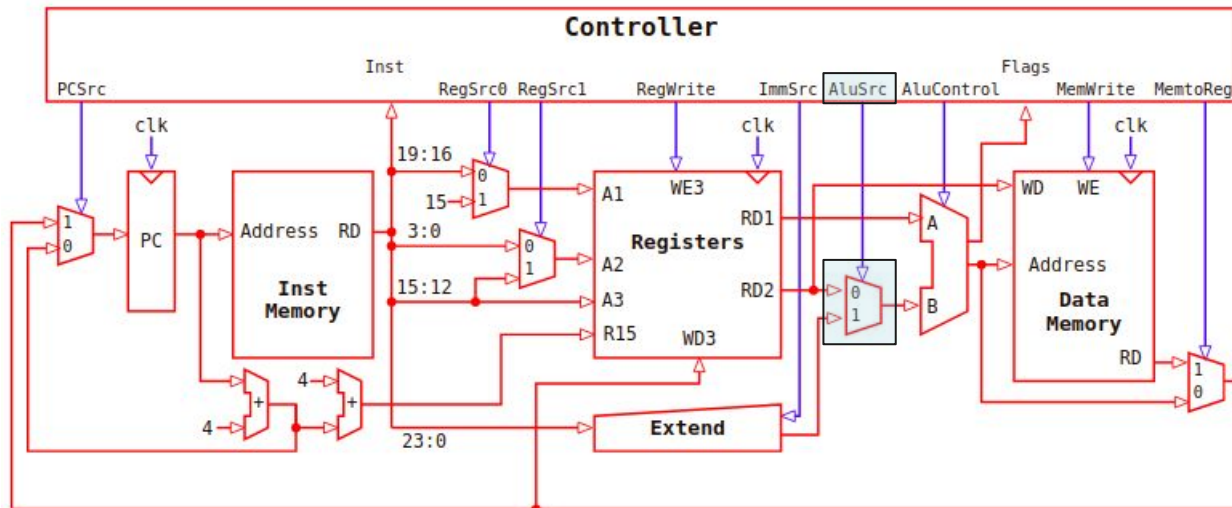 Controller
Inst Flags
PCSrc RegSrc0 RegSrc1 RegWrite ImmSrc AluSrc AluControl MemWrite MemtoReg
clk clk clk
19:16
0
1
15
A1
WE3
WD WE
1
0
PC
Address RD
3:0
0
1
A2
Registers
RD1
A
Inst
Memory
15:12
A3
RD2
0
1
B
Address
Data
Memory
R15
WD3
RD
1
0
4
+
4
4
+
23:0
Extend